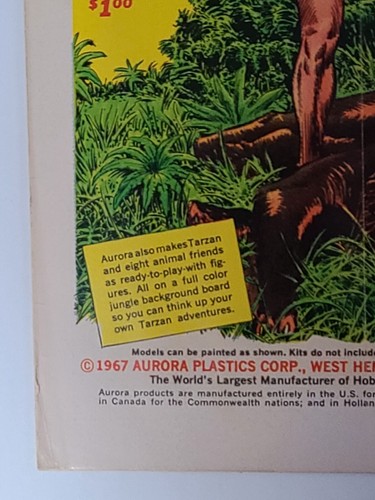 $1⁰⁰
Aurora also makes Tarzan
and eight animal friends
as ready-to-play-with fig-
ures. All on a full color
jungle background board
so you can think up your
own Tarzan adventures.
Models can be painted as shown. Kits do not include
© 1967 AURORA PLASTICS CORP., WEST HE
The World's Largest Manufacturer of Hob
Aurora products are manufactured entirely in the U.S. for
in Canada for the Commonwealth nations; and in Hollan